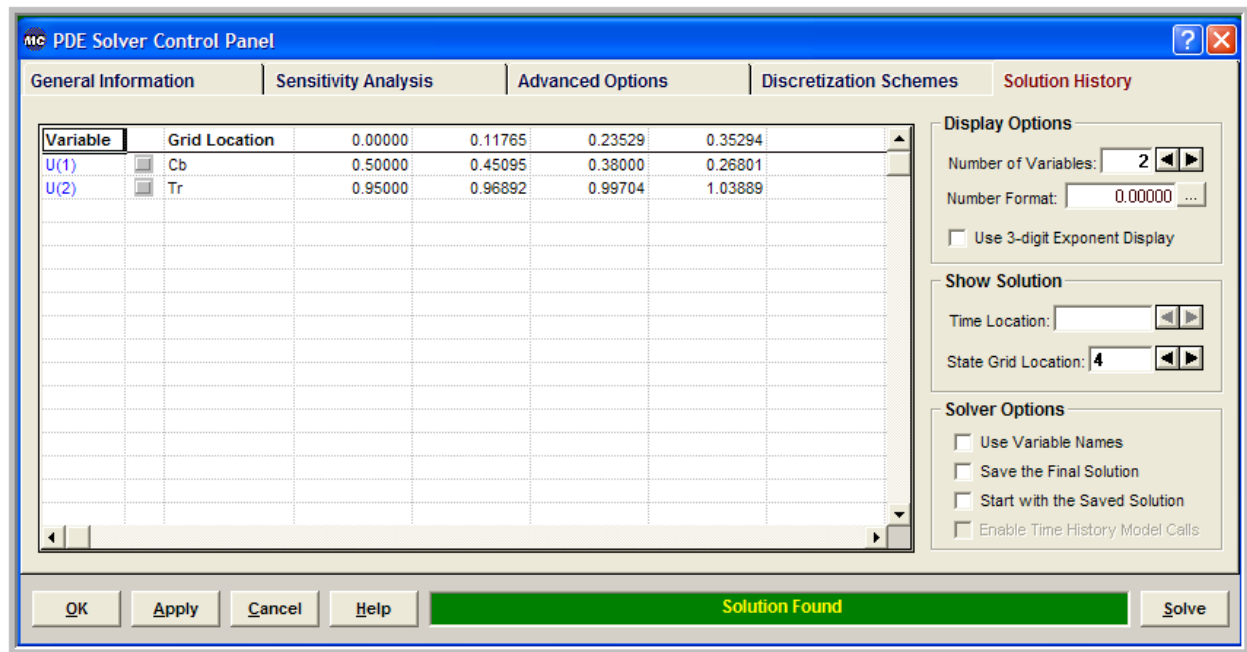 MC PDE Solver Control Panel
General Information Sensitivity Analysis Advanced Options Discretization Schemes Solution History
Variable Grid Location 0.00000 0.11765 0.23529 0.35294
U(1) Cb 0.50000 0.45095 0.38000 0.26801
U(2) Tr 0.95000 0.96892 0.99704 1.03889
Display Options
Number of Variables: 2
Number Format: 0.00000 ...
Use 3-digit Exponent Display
Show Solution
Time Location:
State Grid Location: 4
Solver Options
Use Variable Names
Save the Final Solution
Start with the Saved Solution
Enable Time History Model Calls
OK Apply Cancel Help Solution Found Solve